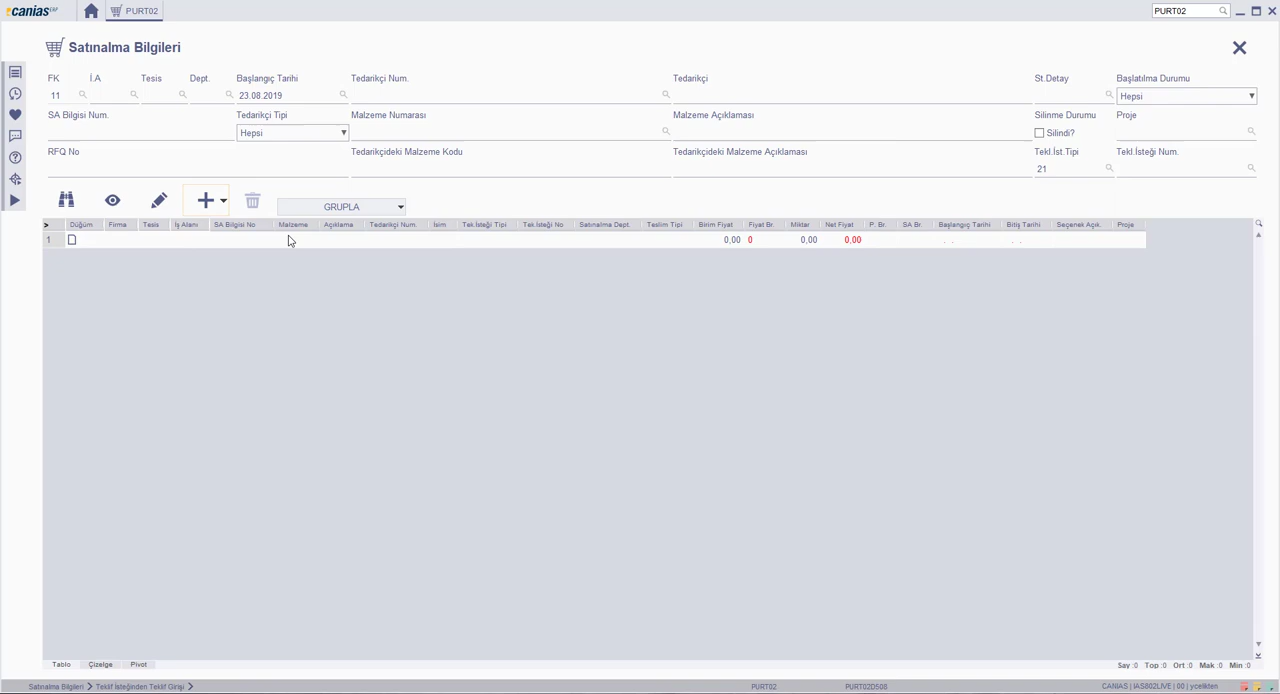 canias ERP PURT02 PURT02
Satınalma Bilgileri
FK İ.A Tesis Dept. Başlangıç Tarihi Tedarikçi Num. Tedarikçi St.Detay Başlatılma Durumu
11 23.08.2019 Hepsi
SA Bilgisi Num. Tedarikçi Tipi Malzeme Numarası Malzeme Açıklaması Silinme Durumu Proje
Hepsi Silindi?
RFQ No Tedarikçideki Malzeme Kodu Tedarikçideki Malzeme Açıklaması Tekl.İst.Tipi Tekl.İsteği Num.
21
GRUPLA
> Düğüm Firma Tesis İş Alanı SA Bilgisi No Malzeme Açıklama Tedarikçi Num. İsim Tek.İsteği Tipi Tek.İsteği No Satınalma Dept. Teslim Tipi Birim Fiyat Fiyat Br. Miktar Net Fiyat P. Br. SA Br. Başlangıç Tarihi Bitiş Tarihi Seçenek Açık. Proje
1 0,00 0 0,00 0,00 . . . .
Tablo Çizelge Pivot Say :0 Top :0 Ort :0 Mak :0 Min :0
Satınalma Bilgileri > Teklif İsteğinden Teklif Girişi > PURT02 PURT02D508 CANIAS | IAS802LIVE | 00 | ycelikten